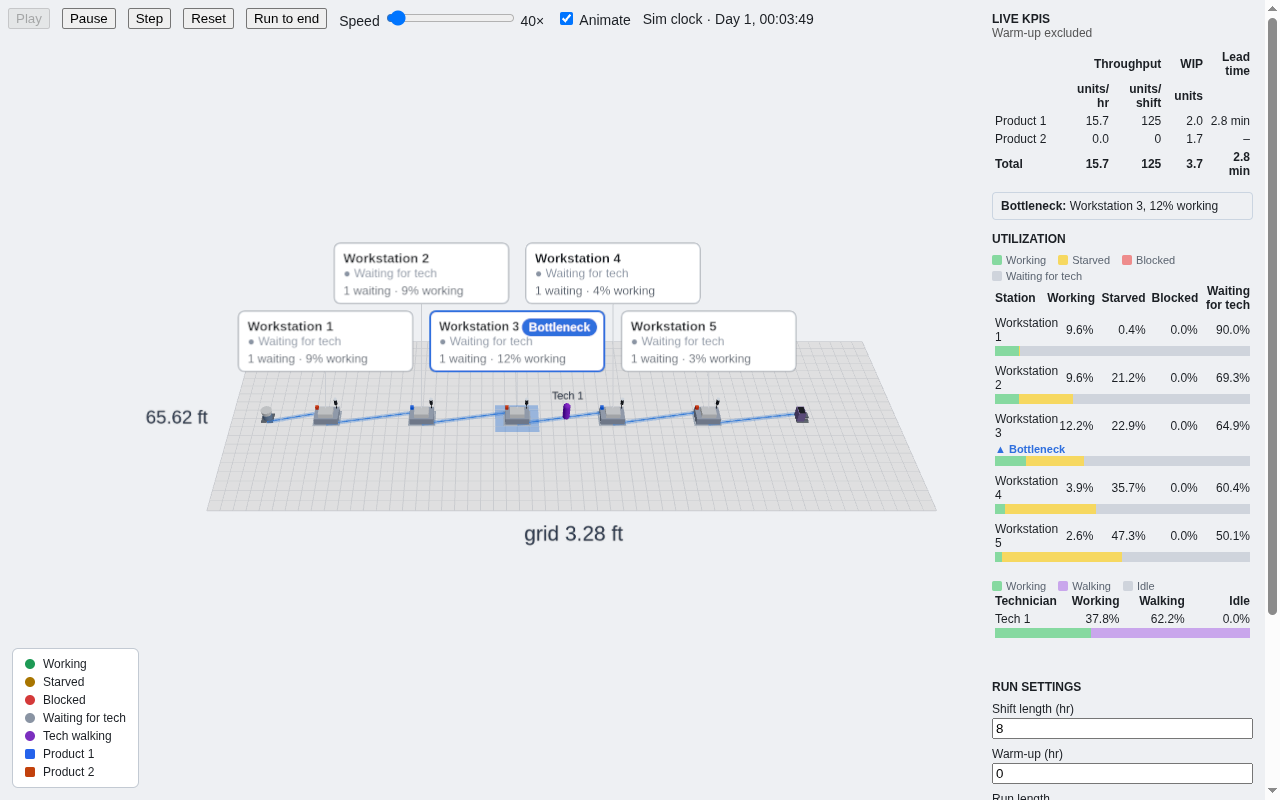 Play Pause Step Reset Run to end Speed 40× Animate Sim clock · Day 1, 00:03:49
Workstation 2
● Waiting for tech
1 waiting · 9% working
Workstation 4
● Waiting for tech
1 waiting · 4% working
Workstation 1
● Waiting for tech
1 waiting · 9% working
Workstation 3 Bottleneck
● Waiting for tech
1 waiting · 12% working
Workstation 5
● Waiting for tech
1 waiting · 3% working
Tech 1
65.62 ft
grid 3.28 ft
Working
Starved
Blocked
Waiting for tech
Tech walking
Product 1
Product 2
LIVE KPIS
Warm-up excluded
Throughput WIP Lead time
units/hr units/shift units
Product 1 15.7 125 2.0 2.8 min
Product 2 0.0 0 1.7 –
Total 15.7 125 3.7 2.8 min
Bottleneck: Workstation 3, 12% working
UTILIZATION
Working Starved Blocked
Waiting for tech
Station Working Starved Blocked Waiting for tech
Workstation 1 9.6% 0.4% 0.0% 90.0%
Workstation 2 9.6% 21.2% 0.0% 69.3%
Workstation 3 12.2% 22.9% 0.0% 64.9%
▲ Bottleneck
Workstation 4 3.9% 35.7% 0.0% 60.4%
Workstation 5 2.6% 47.3% 0.0% 50.1%
Working Walking Idle
Technician Working Walking Idle
Tech 1 37.8% 62.2% 0.0%
RUN SETTINGS
Shift length (hr)
8
Warm-up (hr)
0
Run length